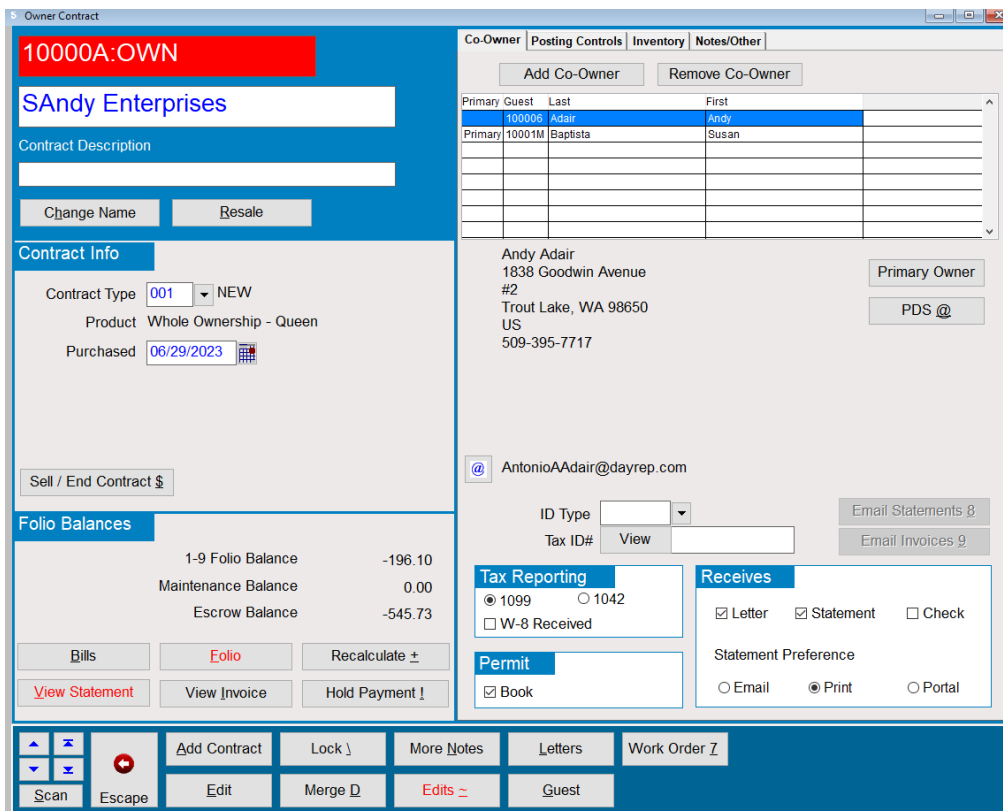 Owner Contract
10000A:OWN
SAndy Enterprises
Contract Description
Change Name Resale
Contract Info
Contract Type 001 NEW
Product Whole Ownership - Queen
Purchased 06/29/2023
Sell / End Contract $
Folio Balances
1-9 Folio Balance -196.10
Maintenance Balance 0.00
Escrow Balance -545.73
Bills Folio Recalculate +
View Statement View Invoice Hold Payment !
Co-Owner Posting Controls Inventory Notes/Other
Add Co-Owner Remove Co-Owner
Primary Guest Last First
100006 Adair Andy
Primary 10001M Baptista Susan
Andy Adair
1838 Goodwin Avenue
#2
Trout Lake, WA 98650
US
509-395-7717
Primary Owner
PDS @
@ AntonioAAdair@dayrep.com
ID Type
Tax ID# View
Email Statements 8
Email Invoices 9
Tax Reporting
1099 1042
W-8 Received
Permit
Book
Receives
Letter Statement Check
Statement Preference
Email Print Portal
Scan Escape
Add Contract Lock \ More Notes Letters Work Order 7
Edit Merge D Edits ~ Guest